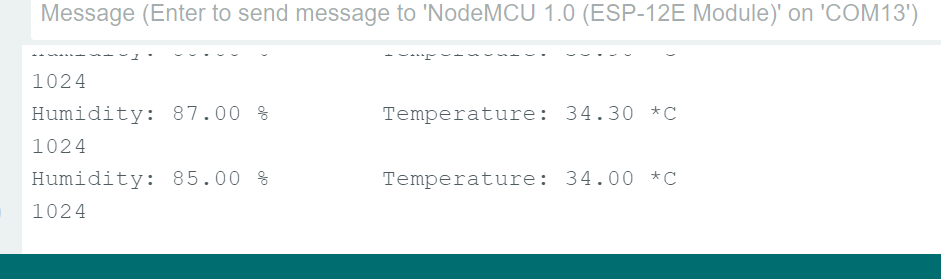 Message (Enter to send message to 'NodeMCU 1.0 (ESP-12E Module)' on 'COM13')
1024
Humidity: 87.00 % Temperature: 34.30 *C
1024
Humidity: 85.00 % Temperature: 34.00 *C
1024